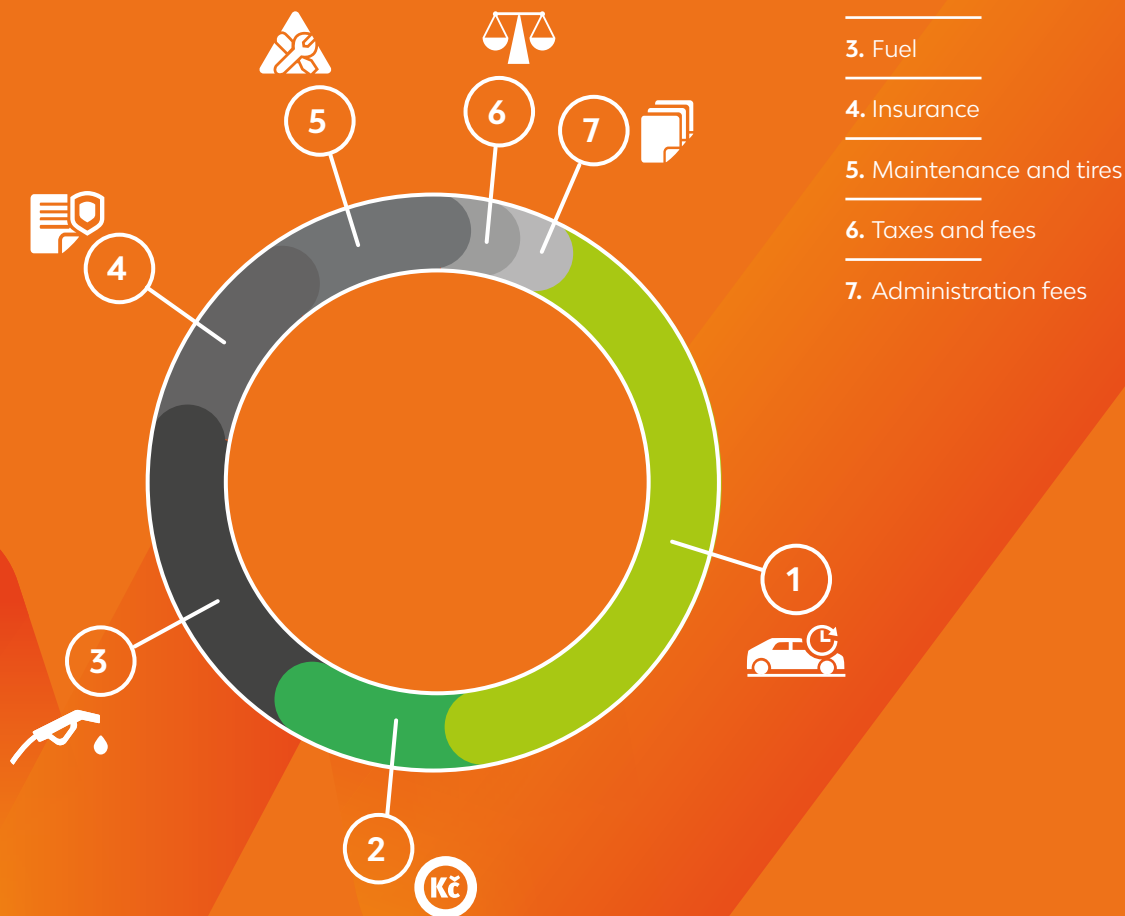 5
6
7
3. Fuel
4. Insurance
5. Maintenance and tires
6. Taxes and fees
7. Administration fees
4
1
3
2
Kč